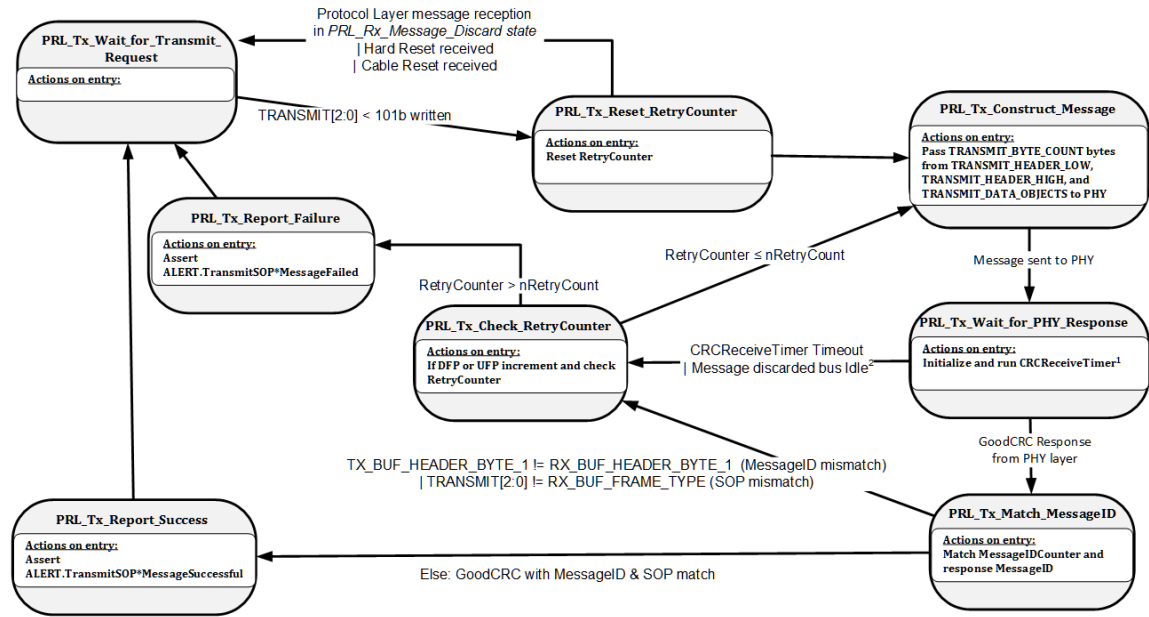 PRL_Tx_Wait_for_Transmit_
Request
Actions on entry:
Protocol Layer message reception
in PRL_Rx_Message_Discard state
| Hard Reset received
| Cable Reset received
TRANSMIT[2:0] < 101b written
PRL_Tx_Reset_RetryCounter
Actions on entry:
Reset RetryCounter
PRL_Tx_Construct_Message
Actions on entry:
Pass TRANSMIT_BYTE_COUNT bytes
from TRANSMIT_HEADER_LOW,
TRANSMIT_HEADER_HIGH, and
TRANSMIT_DATA_OBJECTS to PHY
PRL_Tx_Report_Failure
Actions on entry:
Assert
ALERT.TransmitSOP*MessageFailed
RetryCounter > nRetryCount
RetryCounter ≤ nRetryCount
Message sent to PHY
PRL_Tx_Check_RetryCounter
Actions on entry:
If DFP or UFP increment and check
RetryCounter
CRCReceiveTimer Timeout
| Message discarded bus Idle²
PRL_Tx_Wait_for_PHY_Response
Actions on entry:
Initialize and run CRCReceiveTimer¹
GoodCRC Response
from PHY layer
TX_BUF_HEADER_BYTE_1 != RX_BUF_HEADER_BYTE_1 (MessageID mismatch)
| TRANSMIT[2:0] != RX_BUF_FRAME_TYPE (SOP mismatch)
PRL_Tx_Match_MessageID
Actions on entry:
Match MessageIDCounter and
response MessageID
PRL_Tx_Report_Success
Actions on entry:
Assert
ALERT.TransmitSOP*MessageSuccessful
Else: GoodCRC with MessageID & SOP match